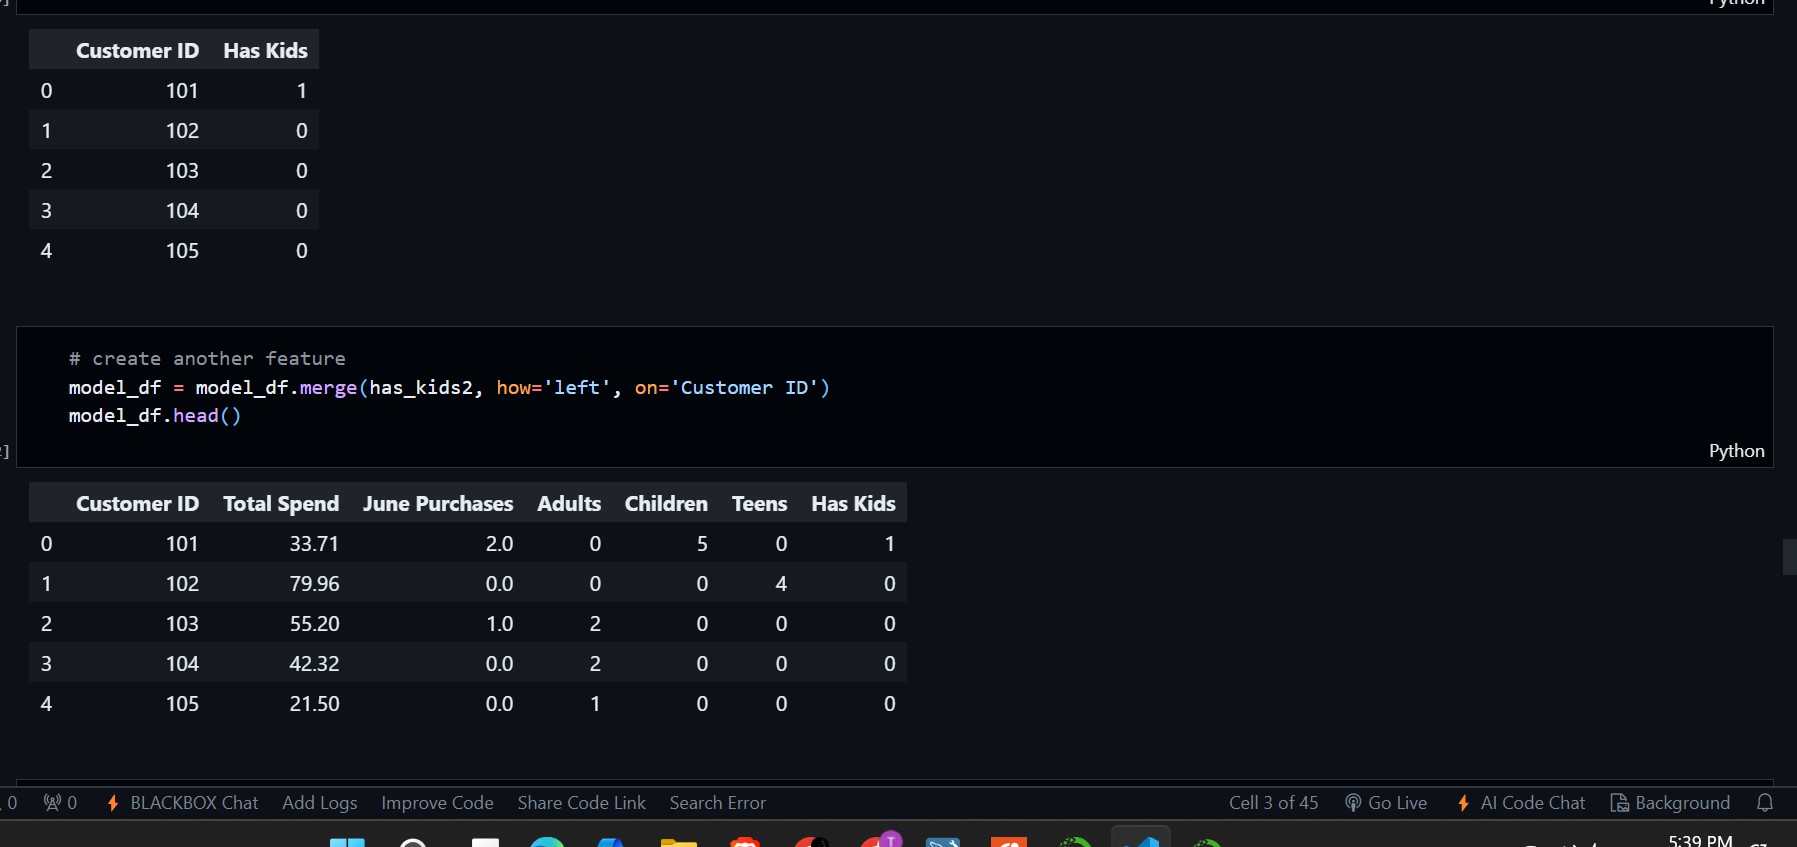 Python
Customer ID Has Kids
0 101 1
1 102 0
2 103 0
3 104 0
4 105 0
# create another feature
model_df = model_df.merge(has_kids2, how='left', on='Customer ID')
model_df.head()
]
Python
Customer ID Total Spend June Purchases Adults Children Teens Has Kids
0 101 33.71 2.0 0 5 0 1
1 102 79.96 0.0 0 0 4 0
2 103 55.20 1.0 2 0 0 0
3 104 42.32 0.0 2 0 0 0
4 105 21.50 0.0 1 0 0 0
0 0 BLACKBOX Chat Add Logs Improve Code Share Code Link Search Error Cell 3 of 45 Go Live AI Code Chat Background
5:39 PM